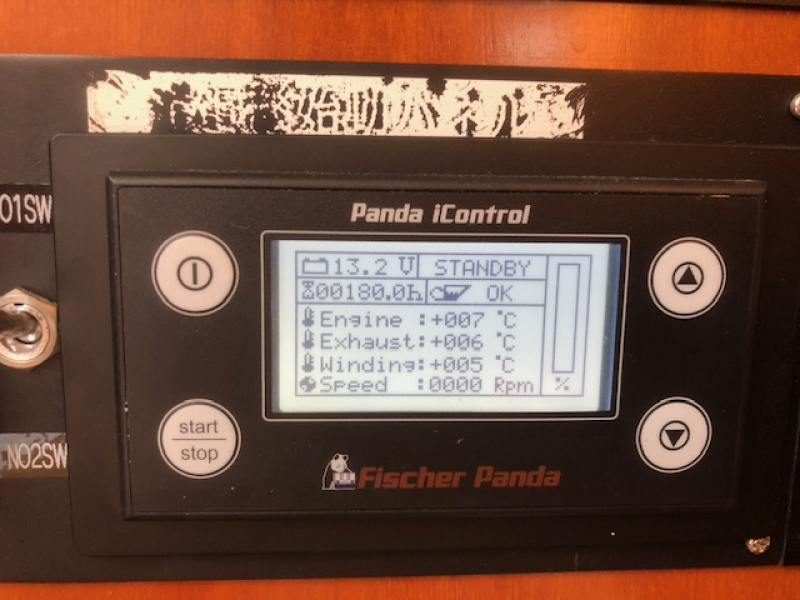 Panda iControl
13.2 V STANDBY
00180.0h OK
Engine :+007 °C
Exhaust:+006 °C
Winding:+005 °C
Speed :0000 Rpm %
01SW
start
stop
NO2SW
Fischer Panda